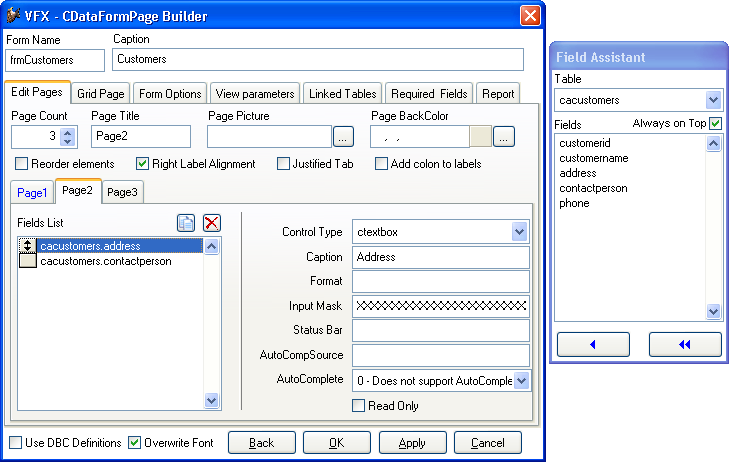 VFX - CDataFormPage Builder
Form Name
Caption
frmCustomers
Customers
Edit Pages
Grid Page
Form Options
View parameters
Linked Tables
Required Fields
Report
Page Count
Page Title
Page Picture
Page BackColor
3
Page2
...
, ,
...
Reorder elements
Right Label Alignment
Justified Tab
Add colon to labels
Page1
Page2
Page3
Fields List
cacustomers.address
cacustomers.contactperson
Control Type
ctextbox
Caption
Address
Format
Input Mask
XXXXXXXXXXXXXXXXXXXXXXXX
Status Bar
AutoCompSource
AutoComplete
0 - Does not support AutoComple
Read Only
Use DBC Definitions
Overwrite Font
Back
OK
Apply
Cancel
Field Assistant
Table
cacustomers
Fields
Always on Top
customerid
customername
address
contactperson
phone